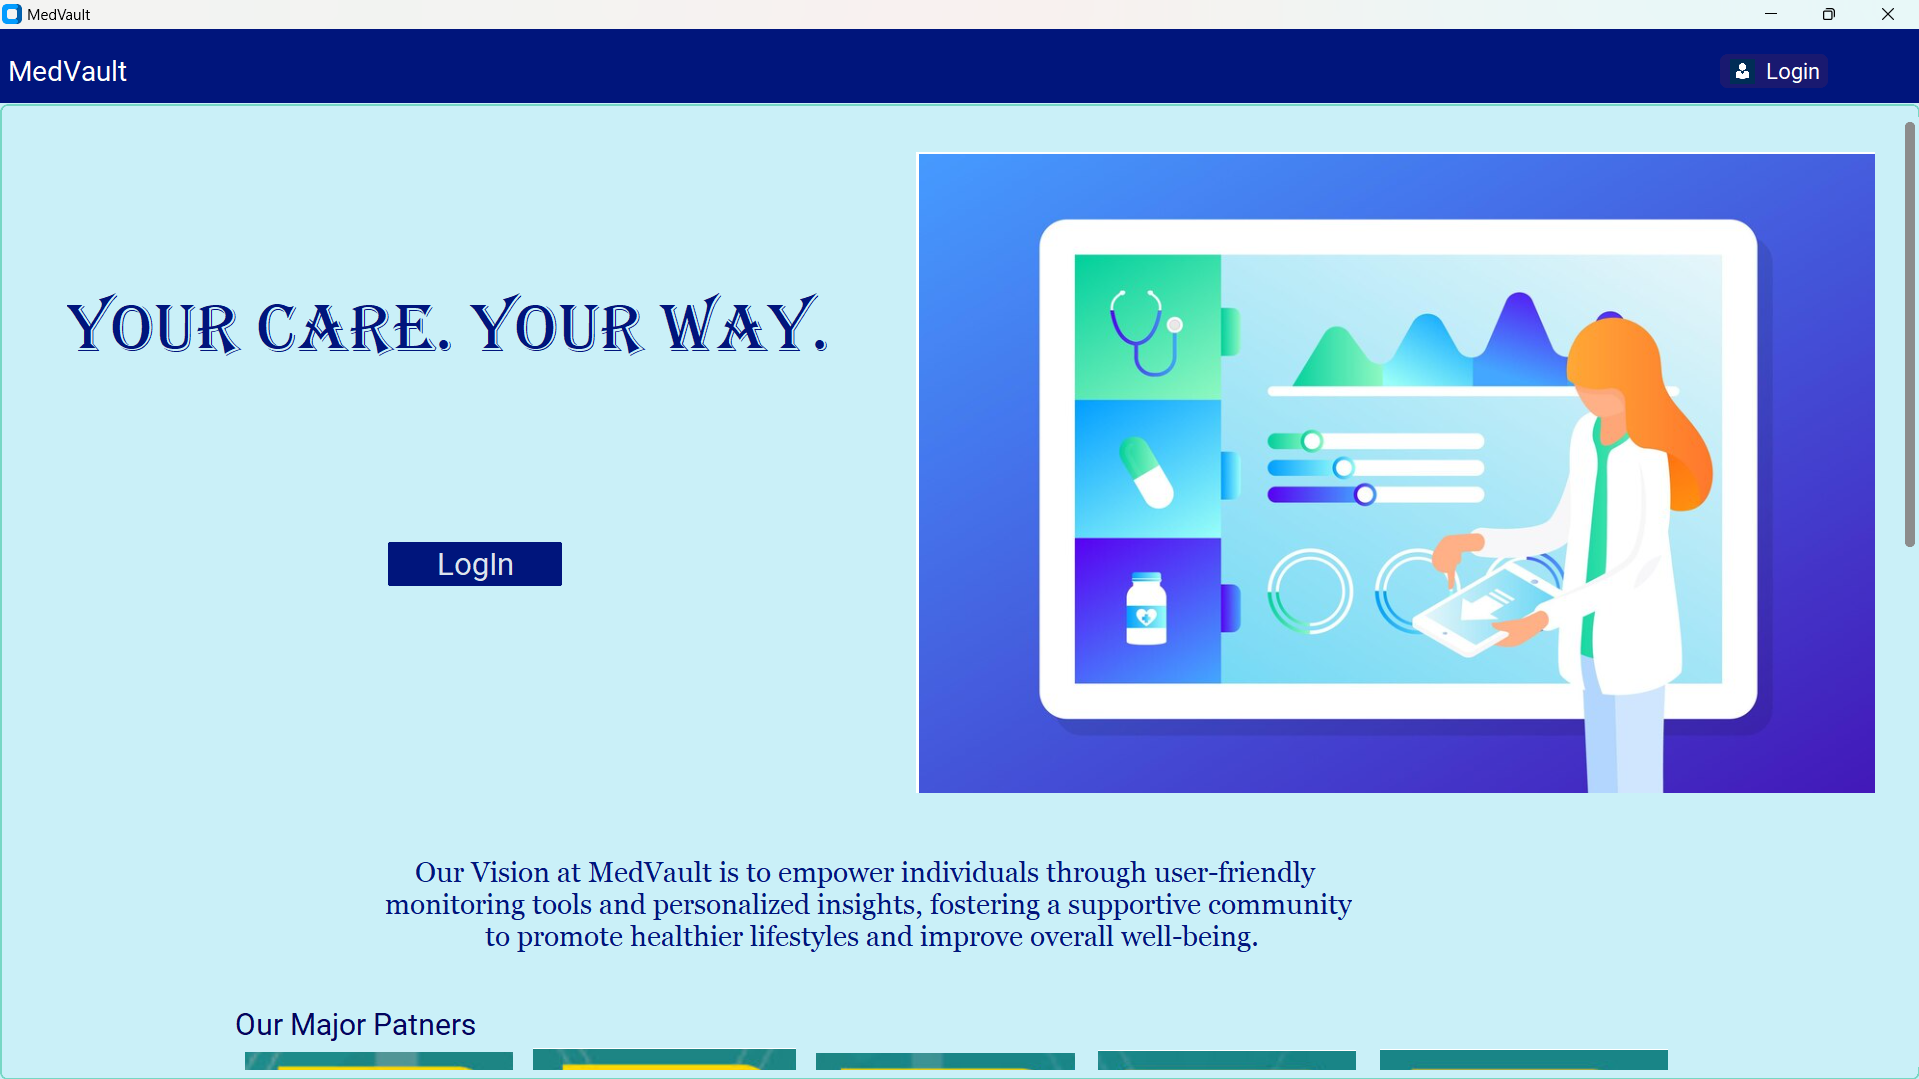 MedVault
MedVault
Login
YOUR CARE. YOUR WAY.
LogIn
Our Vision at MedVault is to empower individuals through user-friendly
monitoring tools and personalized insights, fostering a supportive community
to promote healthier lifestyles and improve overall well-being.
Our Major Patners